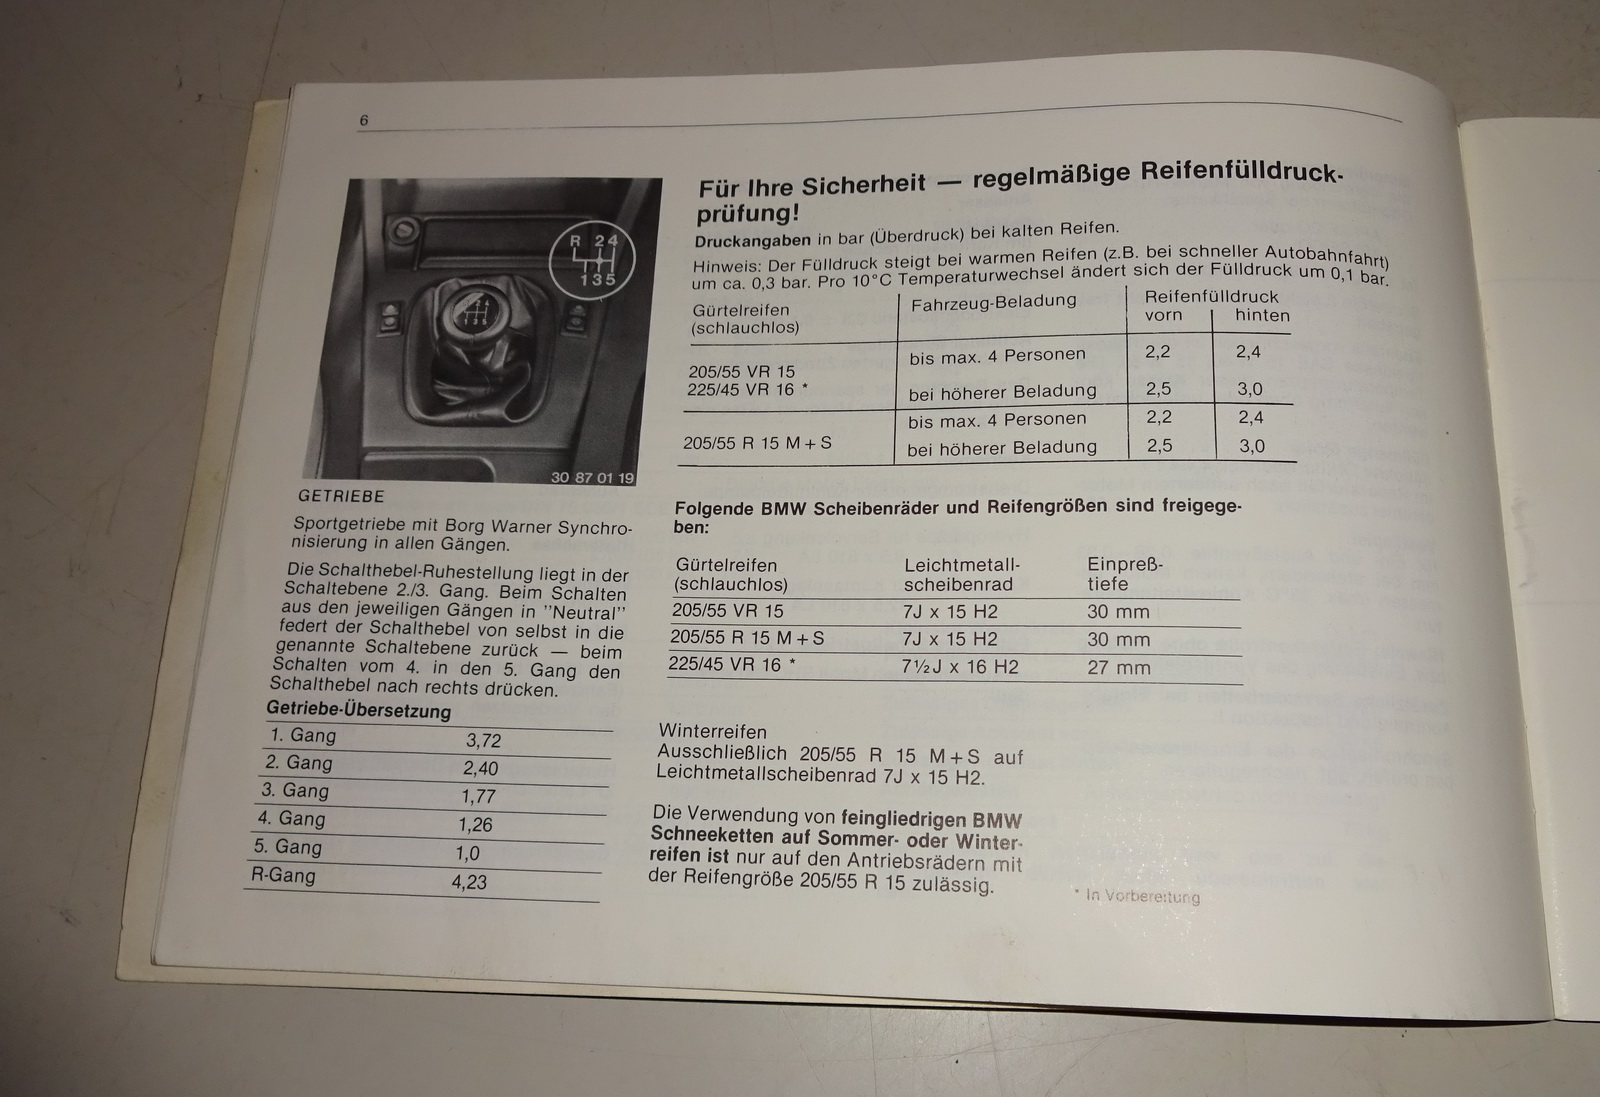 6
R 2 4
1 3 5
30 87 01 19
GETRIEBE
Sportgetriebe mit Borg Warner Synchro-
nisierung in allen Gängen.
Die Schalthebel-Ruhestellung liegt in der
Schaltebene 2./3. Gang. Beim Schalten
aus den jeweiligen Gängen in "Neutral"
federt der Schalthebel von selbst in die
genannte Schaltebene zurück — beim
Schalten vom 4. in den 5. Gang den
Schalthebel nach rechts drücken.
Getriebe-Übersetzung
1. Gang 3,72
2. Gang 2,40
3. Gang 1,77
4. Gang 1,26
5. Gang 1,0
R-Gang 4,23
Für Ihre Sicherheit — regelmäßige Reifenfülldruck-
prüfung!
Druckangaben in bar (Überdruck) bei kalten Reifen.
Hinweis: Der Fülldruck steigt bei warmen Reifen (z.B. bei schneller Autobahnfahrt)
um ca. 0,3 bar. Pro 10°C Temperaturwechsel ändert sich der Fülldruck um 0,1 bar.
Gürtelreifen Fahrzeug-Beladung Reifenfülldruck
(schlauchlos) vorn hinten
bis max. 4 Personen 2,2 2,4
205/55 VR 15
225/45 VR 16 * bei höherer Beladung 2,5 3,0
bis max. 4 Personen 2,2 2,4
205/55 R 15 M + S bei höherer Beladung 2,5 3,0
Folgende BMW Scheibenräder und Reifengrößen sind freigege-
ben:
Gürtelreifen Leichtmetall- Einpreß-
(schlauchlos) scheibenrad tiefe
205/55 VR 15 7J x 15 H2 30 mm
205/55 R 15 M + S 7J x 15 H2 30 mm
225/45 VR 16 * 7½J x 16 H2 27 mm
Winterreifen
Ausschließlich 205/55 R 15 M + S auf
Leichtmetallscheibenrad 7J x 15 H2.
Die Verwendung von feingliedrigen BMW
Schneeketten auf Sommer- oder Winter-
reifen ist nur auf den Antriebsrädern mit
der Reifengröße 205/55 R 15 zulässig.
* In Vorbereitung